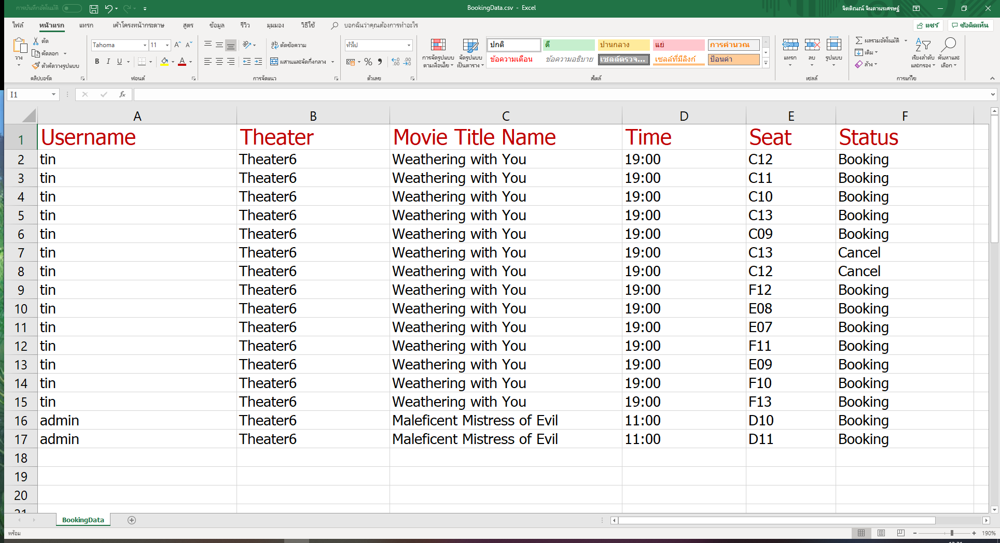 การบันทึกอัตโนมัติ
BookingData.csv - Excel
จิตติณณ์ จินดานรเศรษฐ์
ไฟล์ หน้าแรก แทรก เค้าโครงหน้ากระดาษ สูตร ข้อมูล รีวิว มุมมอง วิธีใช้ บอกฉันว่าคุณต้องการทำอะไร แชร์ ข้อคิดเห็น
วาง ตัด คัดลอก ตัวคัดวางรูปแบบ คลิปบอร์ด
Tahoma 11 B I U ฟอนต์
ab ตัดข้อความ ผสานและจัดกึ่งกลาง การจัดแนว
ทั่วไป % ตัวเลข
การจัดรูปแบบตามเงื่อนไข จัดรูปแบบเป็นตาราง
ปกติ ดี ปานกลาง แย่ การคำนวณ
ข้อความเตือน ข้อความอธิบาย เซลล์ตรวจ... เซลล์ที่มีลิงก์ ป้อนค่า
สไตล์
แทรก ลบ รูปแบบ เซลล์
ผลรวมอัตโนมัติ เติม ล้าง เรียงลำดับและกรอง ค้นหาและเลือก การแก้ไข
I1 fx
A B C D E F
1 Username Theater Movie Title Name Time Seat Status
2 tin Theater6 Weathering with You 19:00 C12 Booking
3 tin Theater6 Weathering with You 19:00 C11 Booking
4 tin Theater6 Weathering with You 19:00 C10 Booking
5 tin Theater6 Weathering with You 19:00 C13 Booking
6 tin Theater6 Weathering with You 19:00 C09 Booking
7 tin Theater6 Weathering with You 19:00 C13 Cancel
8 tin Theater6 Weathering with You 19:00 C12 Cancel
9 tin Theater6 Weathering with You 19:00 F12 Booking
10 tin Theater6 Weathering with You 19:00 E08 Booking
11 tin Theater6 Weathering with You 19:00 E07 Booking
12 tin Theater6 Weathering with You 19:00 F11 Booking
13 tin Theater6 Weathering with You 19:00 E09 Booking
14 tin Theater6 Weathering with You 19:00 F10 Booking
15 tin Theater6 Weathering with You 19:00 F13 Booking
16 admin Theater6 Maleficent Mistress of Evil 11:00 D10 Booking
17 admin Theater6 Maleficent Mistress of Evil 11:00 D11 Booking
18
19
20
21
BookingData
พร้อม 190%